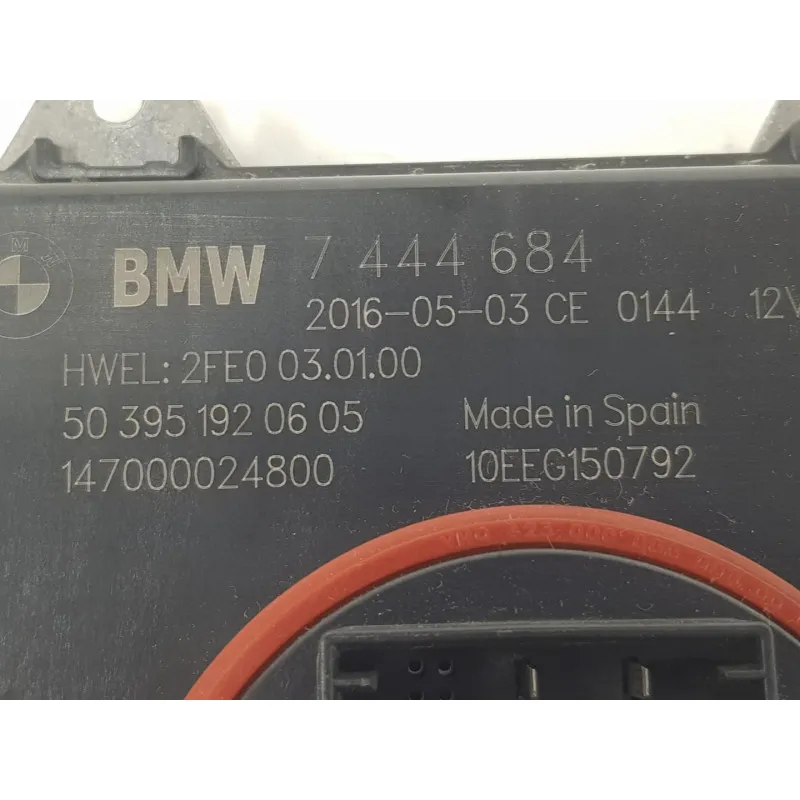 BMW 7 444 684
2016-05-03 CE 0144 12V
HWEL: 2FE0 03.01.00
50 395 192 06 05 Made in Spain
147000024800 10EEG150792